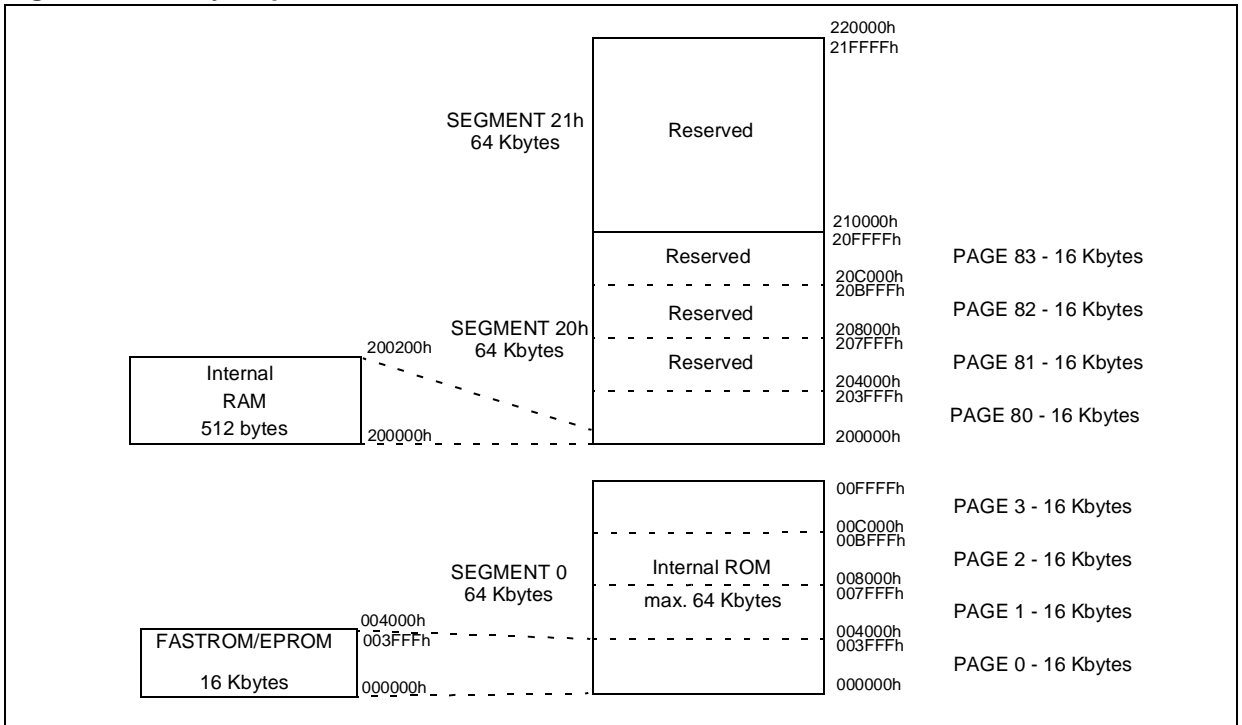 220000h
21FFFFh
SEGMENT 21h
64 Kbytes
Reserved
210000h
20FFFFh
Reserved
PAGE 83 - 16 Kbytes
20C000h
20BFFFh
Reserved
PAGE 82 - 16 Kbytes
SEGMENT 20h
64 Kbytes
208000h
207FFFh
200200h
Reserved
PAGE 81 - 16 Kbytes
Internal
RAM
512 bytes
204000h
203FFFh
PAGE 80 - 16 Kbytes
200000h
200000h
00FFFFh
PAGE 3 - 16 Kbytes
00C000h
00BFFFh
SEGMENT 0
64 Kbytes
Internal ROM
max. 64 Kbytes
PAGE 2 - 16 Kbytes
008000h
007FFFh
PAGE 1 - 16 Kbytes
004000h
003FFFh
004000h
003FFFh
FASTROM/EPROM
16 Kbytes
PAGE 0 - 16 Kbytes
000000h
000000h